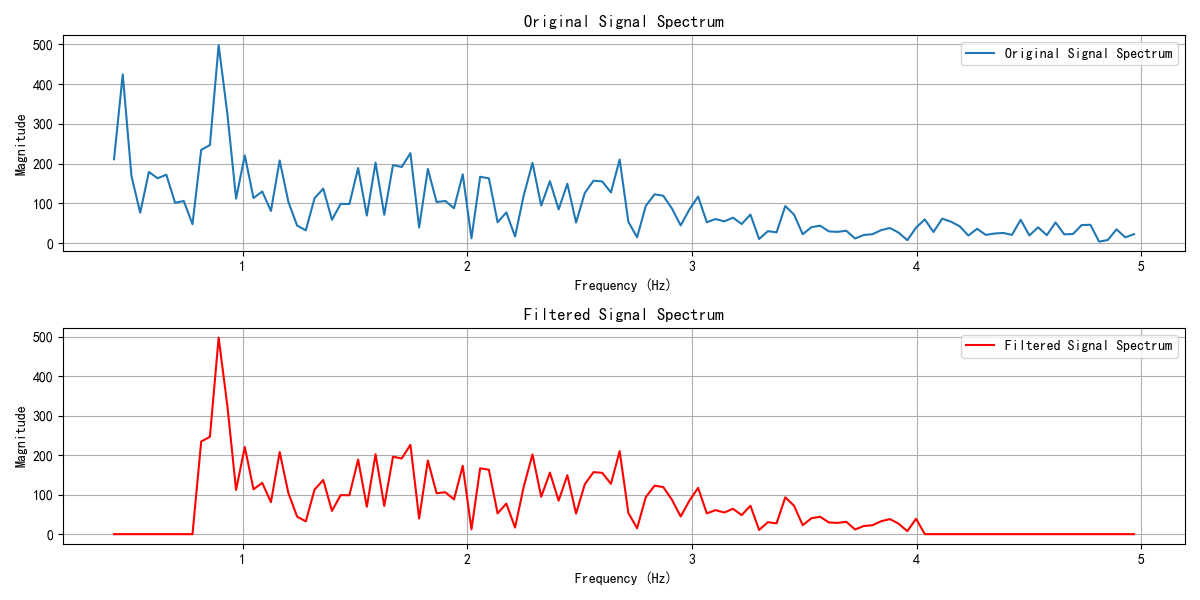 Original Signal Spectrum
500
400
300
200
100
0
Magnitude
Original Signal Spectrum
1 2 3 4 5
Frequency (Hz)
Filtered Signal Spectrum
500
400
300
200
100
0
Magnitude
Filtered Signal Spectrum
1 2 3 4 5
Frequency (Hz)